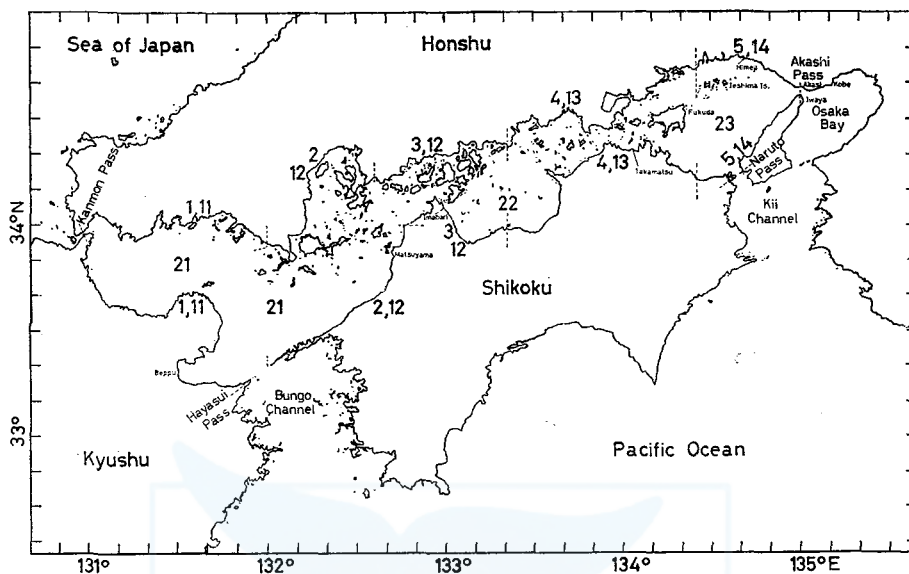 Sea of Japan
Honshu
5,14
Akashi
Pass
Himeji
Ieshima Is.
Akashi
Kobe
Iwaya
Osaka
Bay
4,13
Fukuda
23
3,12
2
12
4,13
Takamatsu
5,14
Naruto
Pass
Kanmon Pass
Kii
Channel
34°N
1,11
22
Imabari
3
12
Matsuyama
21
Shikoku
1,11
21
2,12
Beppu
Hayasui
Pass
Bungo
Channel
33°N
Kyushu
Pacific Ocean
131°
132°
133°
134°
135°E